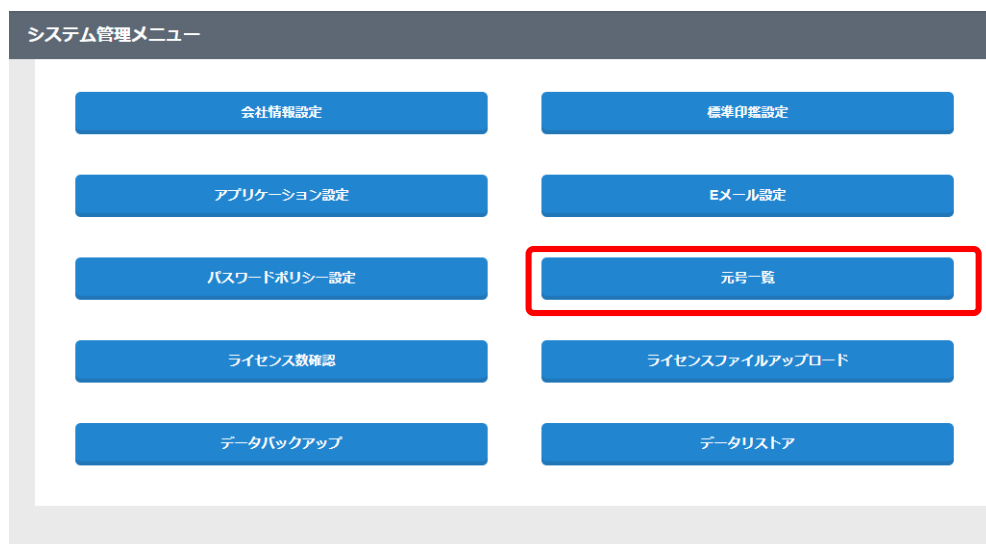 システム管理メニュー
会社情報設定
標準印鑑設定
アプリケーション設定
Eメール設定
パスワードポリシー設定
元号一覧
ライセンス数確認
ライセンスファイルアップロード
データバックアップ
データリストア